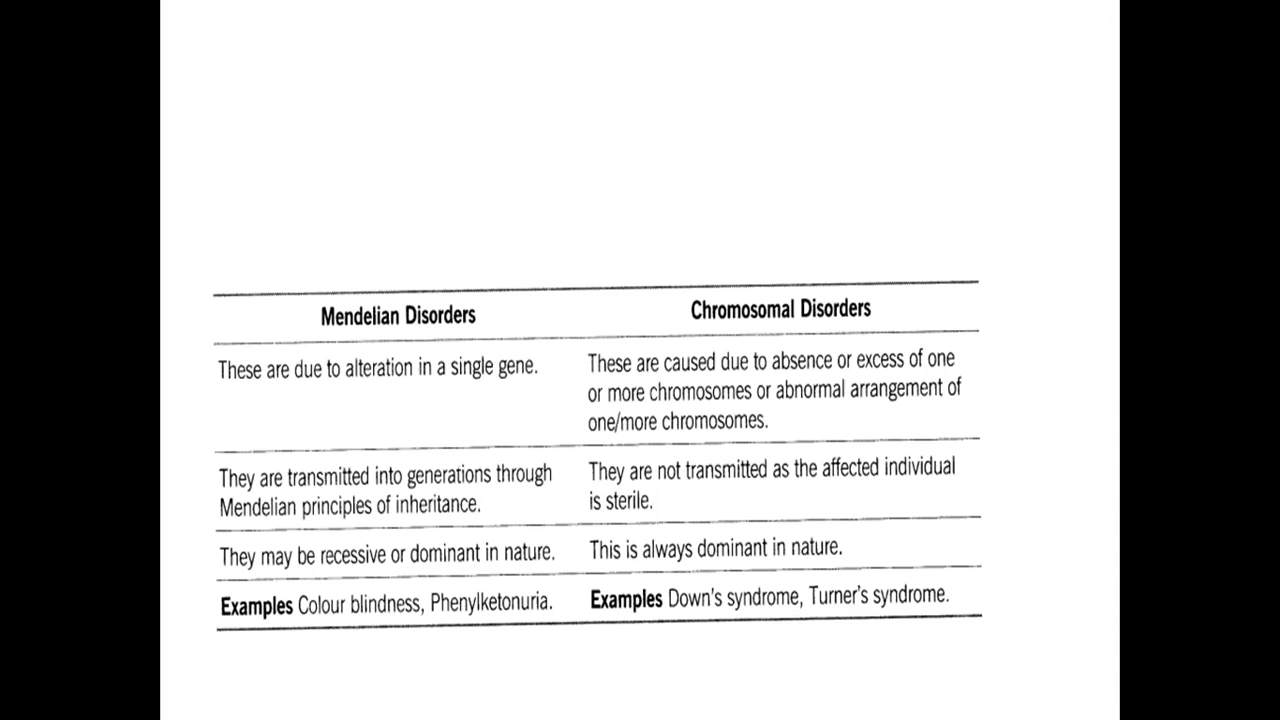 Mendelian Disorders
Chromosomal Disorders
These are due to alteration in a single gene.
These are caused due to absence or excess of one
or more chromosomes or abnormal arrangement of
one/more chromosomes.
They are transmitted into generations through
Mendelian principles of inheritance.
They are not transmitted as the affected individual
is sterile.
They may be recessive or dominant in nature.
This is always dominant in nature.
Examples Colour blindness, Phenylketonuria.
Examples Down's syndrome, Turner's syndrome.